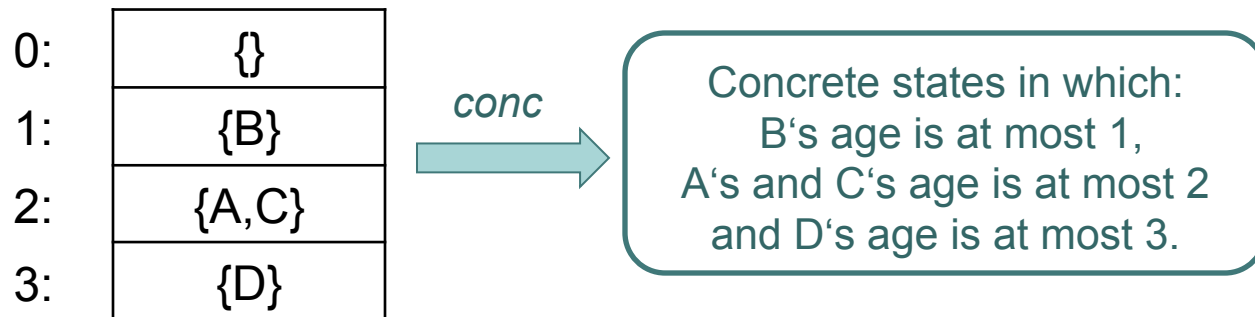 0: {}
1: {B}
2: {A,C}
3: {D}
conc
Concrete states in which:
B‘s age is at most 1,
A‘s and C‘s age is at most 2
and D‘s age is at most 3.